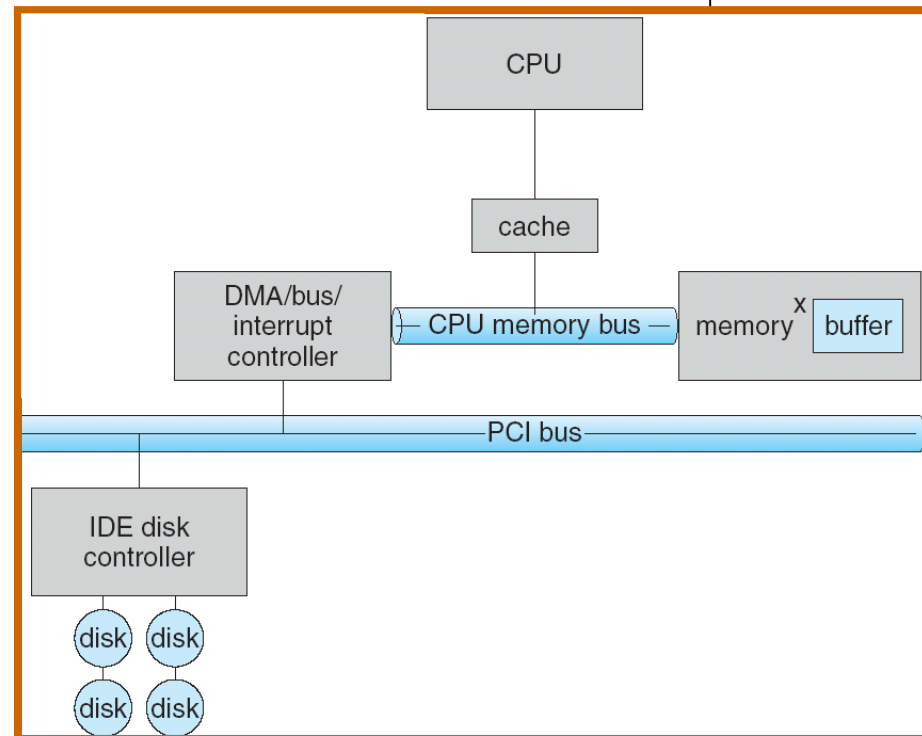 CPU
cache
DMA/bus/
interrupt
controller
CPU memory bus
memory
x
buffer
PCI bus
IDE disk
controller
disk disk
disk disk